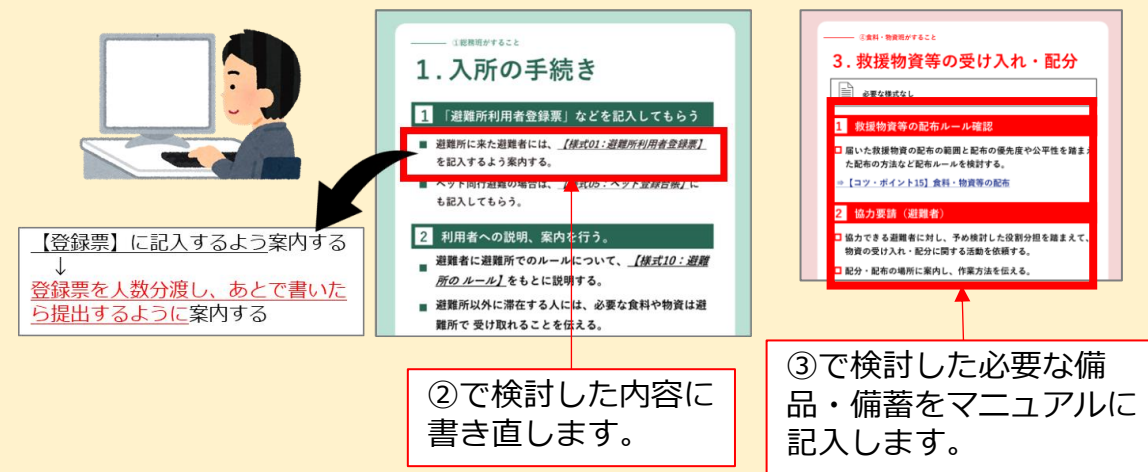 ①総務班がすること
1.入所の手続き
1 「避難所利用者登録票」などを記入してもらう
避難所に来た避難者には、【様式01:避難所利用者登録票】
を記入するよう案内する。
ペット同行避難の場合は、【様式05:ペット登録台帳】に
も記入してもらう。
2 利用者への説明、案内を行う。
避難者に避難所でのルールについて、【様式10:避難
所の ルール】をもとに説明する。
避難所以外に滞在する人には、必要な食料や物資は避
難所で 受け取れることを伝える。
【登録票】に記入するよう案内する
↓
登録票を人数分渡し、あとで書いた
ら提出するように案内する
②で検討した内容に
書き直します。
④食料・物資班がすること
3.救援物資等の受け入れ・配分
必要な様式なし
1 救援物資等の配布ルール確認
届いた救援物資の配布の範囲と配布の優先度や公平性を踏まえ
た配布の方法など配布ルールを検討する。
⇒【コツ・ポイント15】食料・物資等の配布
2 協力要請(避難者)
協力できる避難者に対し、予め検討した役割分担を踏まえて、
物資の受け入れ・配分に関する活動を依頼する。
配分・配布の場所に案内し、作業方法を伝える。
③で検討した必要な備
品・備蓄をマニュアルに
記入します。